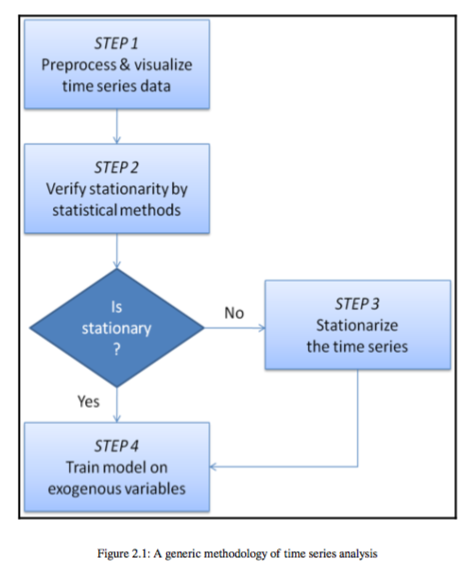 STEP 1
Preprocess & visualize
time series data
STEP 2
Verify stationarity by
statistical methods
Is
stationary
?
No
STEP 3
Stationarize
the time series
Yes
STEP 4
Train model on
exogenous variables
Figure 2.1: A generic methodology of time series analysis